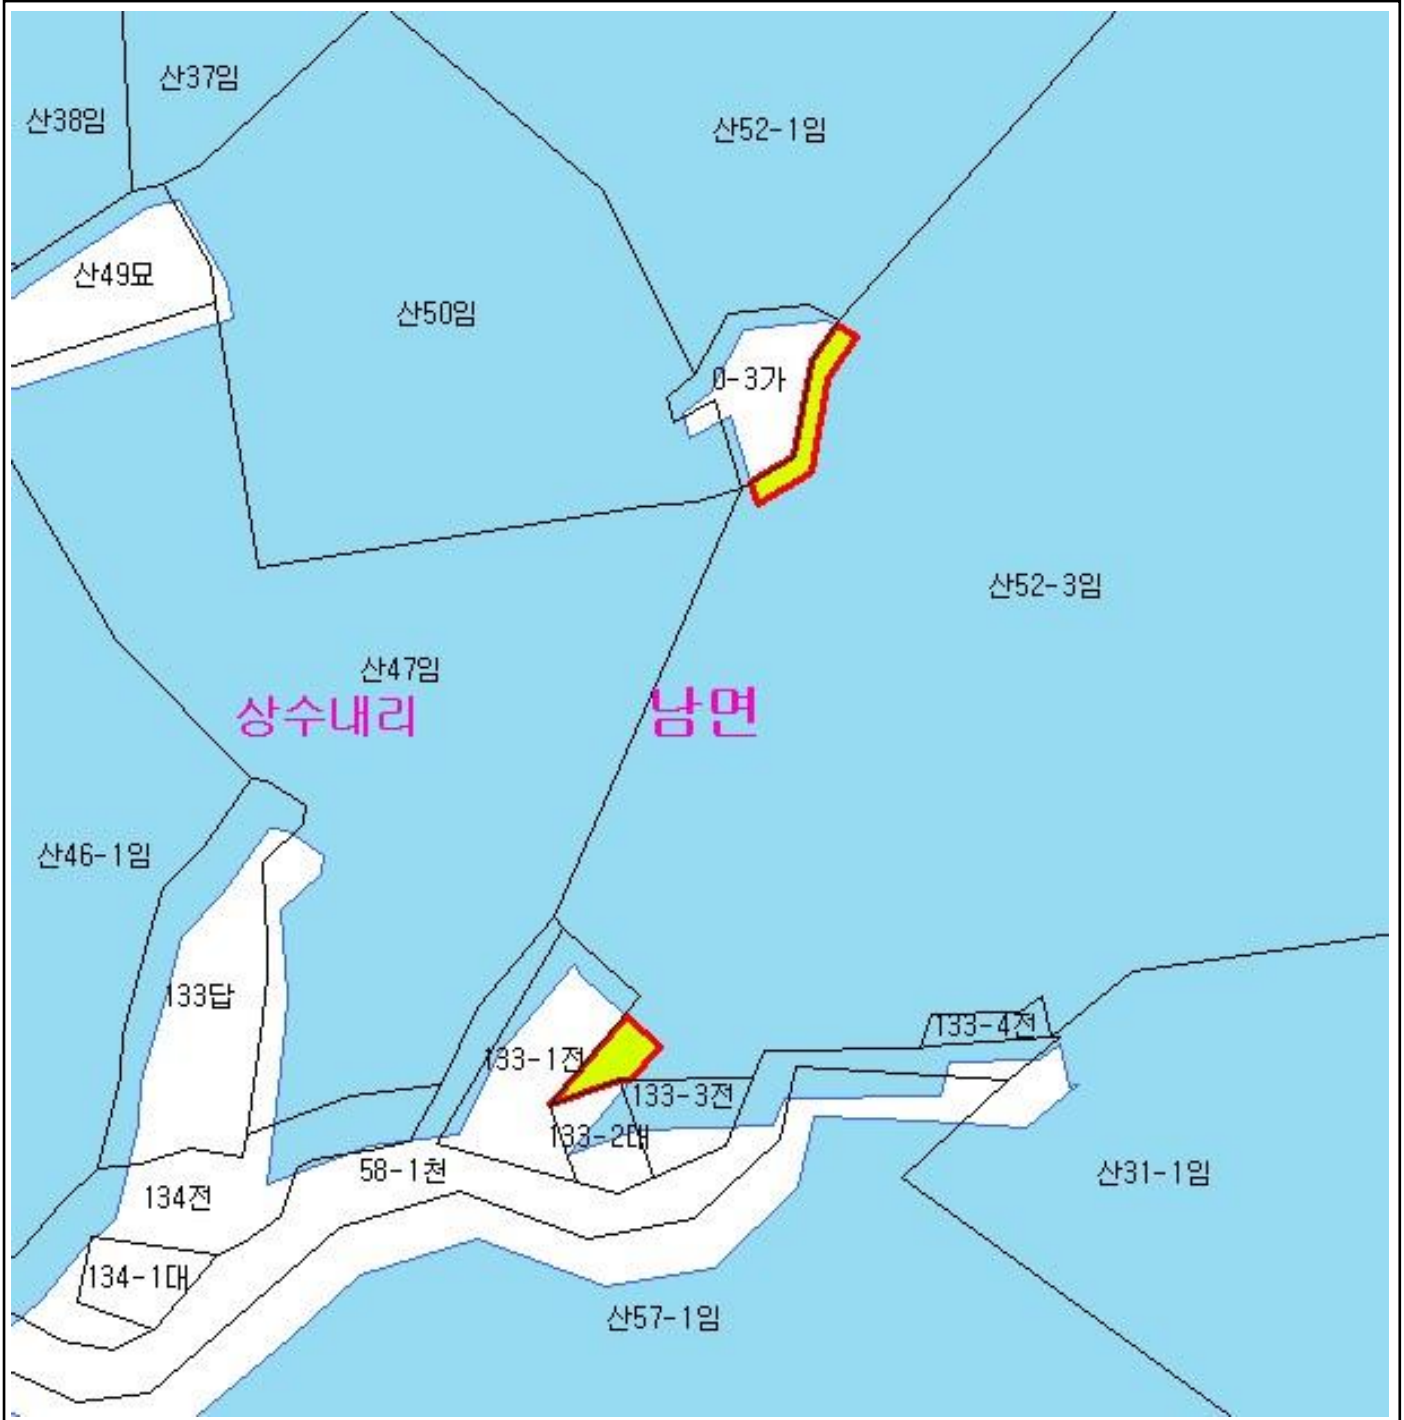 산37임
산38임
산52-1임
산49묘
산50임
0-3가
산52-3임
산47임
상수내리
남면
산46-1임
133답
133-4전
133-1전
133-3전
133-2대
58-1천
산31-1임
134전
134-1대
산57-1임